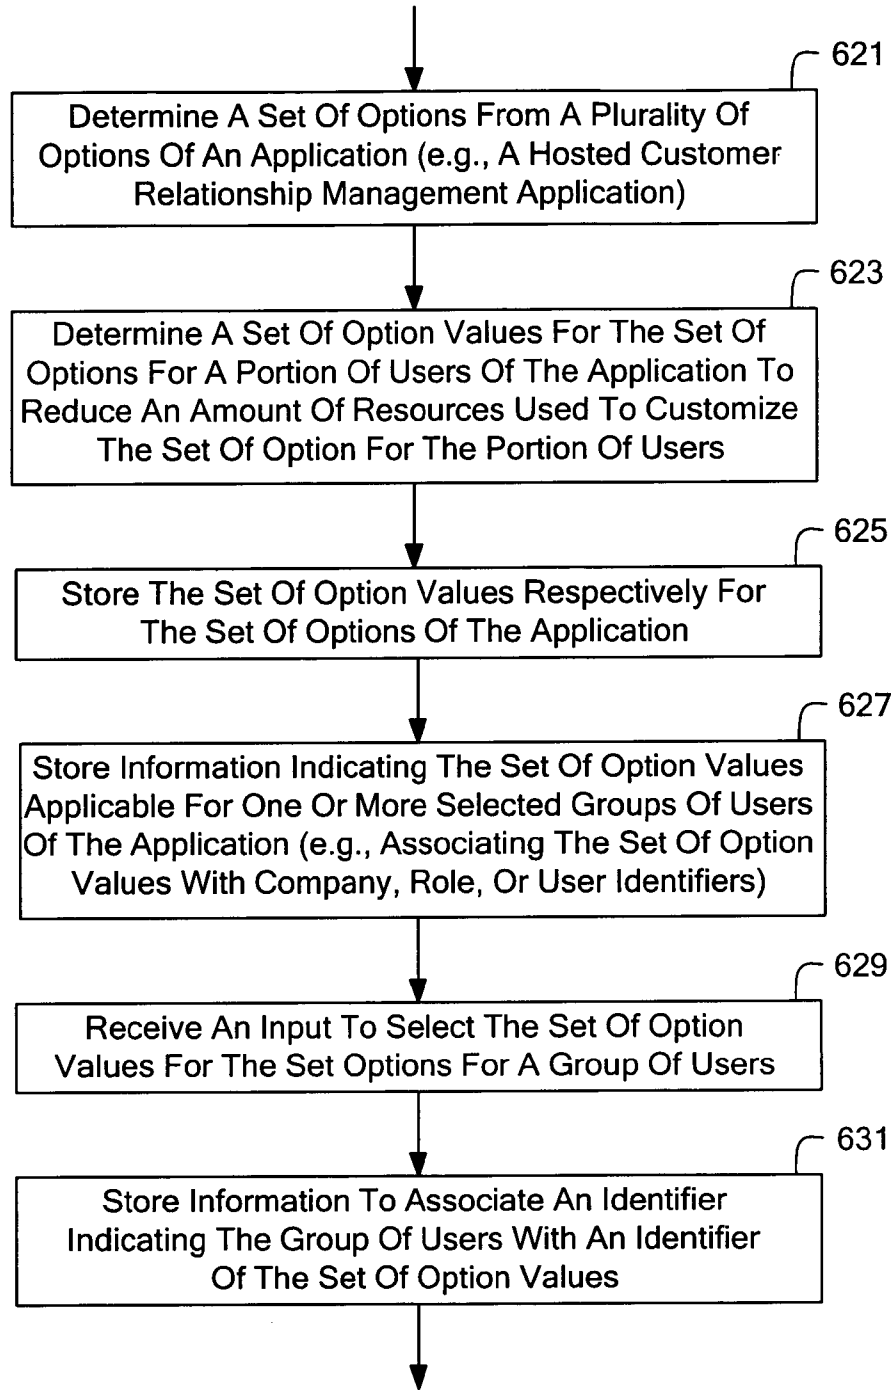 621
Determine A Set Of Options From A Plurality Of
Options Of An Application (e.g., A Hosted Customer
Relationship Management Application)
623
Determine A Set Of Option Values For The Set Of
Options For A Portion Of Users Of The Application To
Reduce An Amount Of Resources Used To Customize
The Set Of Option For The Portion Of Users
625
Store The Set Of Option Values Respectively For
The Set Of Options Of The Application
627
Store Information Indicating The Set Of Option Values
Applicable For One Or More Selected Groups Of Users
Of The Application (e.g., Associating The Set Of Option
Values With Company, Role, Or User Identifiers)
629
Receive An Input To Select The Set Of Option
Values For The Set Options For A Group Of Users
631
Store Information To Associate An Identifier
Indicating The Group Of Users With An Identifier
Of The Set Of Option Values